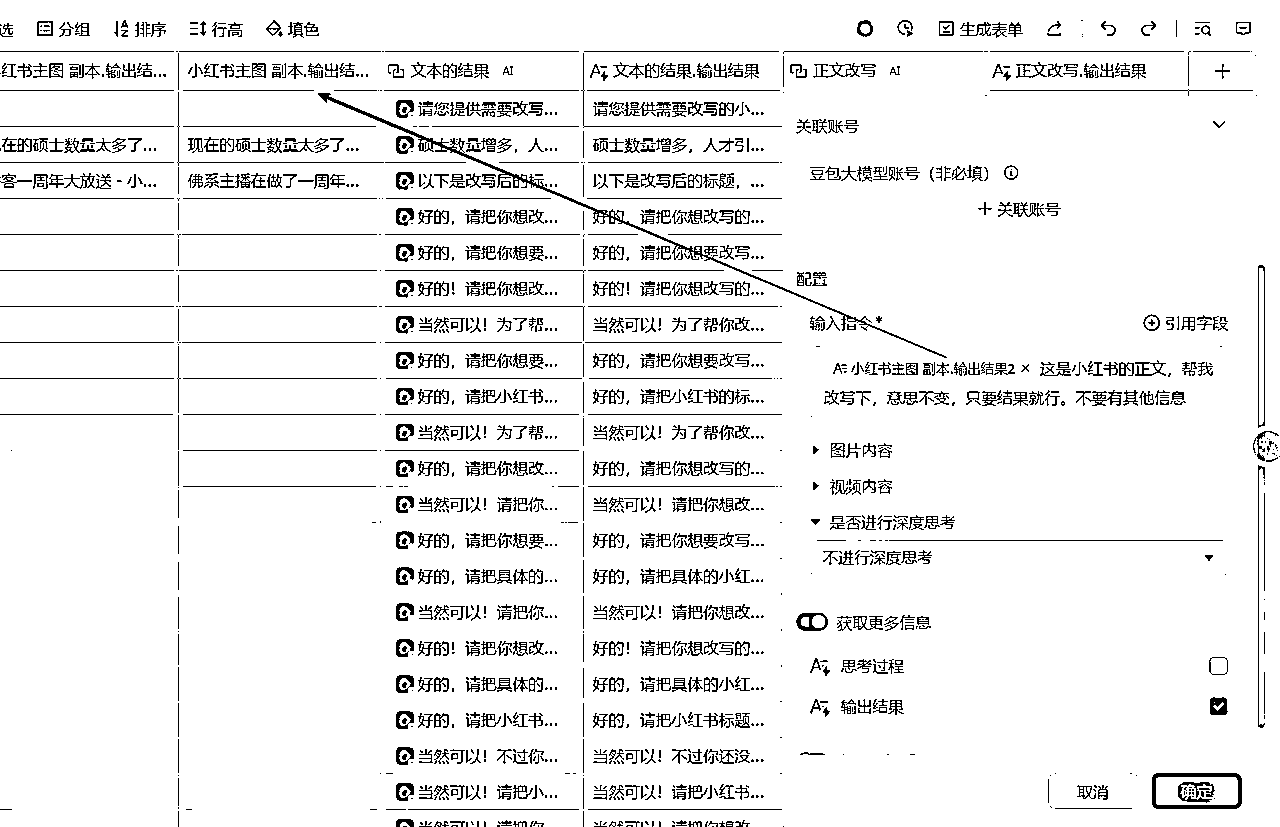 选 分组 排序 行高 填色 生成表单
红书主图 副本.输出结... 小红书主图 副本.输出结... 文本的结果 AI 文本的结果.输出结果 正文改写 AI 正文改写.输出结果
请您提供需要改写... 请您提供需要改写的小...
在的硕士数量太多了... 现在的硕士数量太多了... 硕士数量增多，人... 硕士数量增多，人才引...
客一周年大放送 - 小... 佛系主播在做了一周年... 以下是改写后的标... 以下是改写后的标题，...
好的，请把你想改... 好的，请把你想改写的...
好的，请把你想要... 好的，请把你想要改写...
好的！请把你想改... 好的！请把你想改写的...
当然可以！为了帮... 当然可以！为了帮你改...
好的，请把你想要... 好的，请把你想要改写...
好的，请把小红书... 好的，请把小红书的标...
当然可以！为了帮... 当然可以！为了帮你改...
好的，请把你想改... 好的，请把你想改写的...
当然可以！请把你... 当然可以！请把你想改...
好的，请把你想要... 好的，请把你想要改写...
好的，请把具体的... 好的，请把具体的小红...
当然可以！请把你... 当然可以！请把你想改...
好的！请把你想改... 好的！请把你想改写的...
好的，请把具体的... 好的，请把具体的小红...
好的，请把小红书... 好的，请把小红书标题...
当然可以！不过你... 当然可以！不过你还没...
当然可以！请把小... 当然可以！请把小红书...
当然可以！请把你... 当然可以！请把你想改...
关联账号
豆包大模型账号（非必填）
+ 关联账号
配置
输入指令 * 引用字段
小红书主图 副本.输出结果2 × 这是小红书的正文，帮我
改写下，意思不变，只要结果就行。不要有其他信息
图片内容
视频内容
是否进行深度思考
不进行深度思考
获取更多信息
思考过程
输出结果
取消 确定